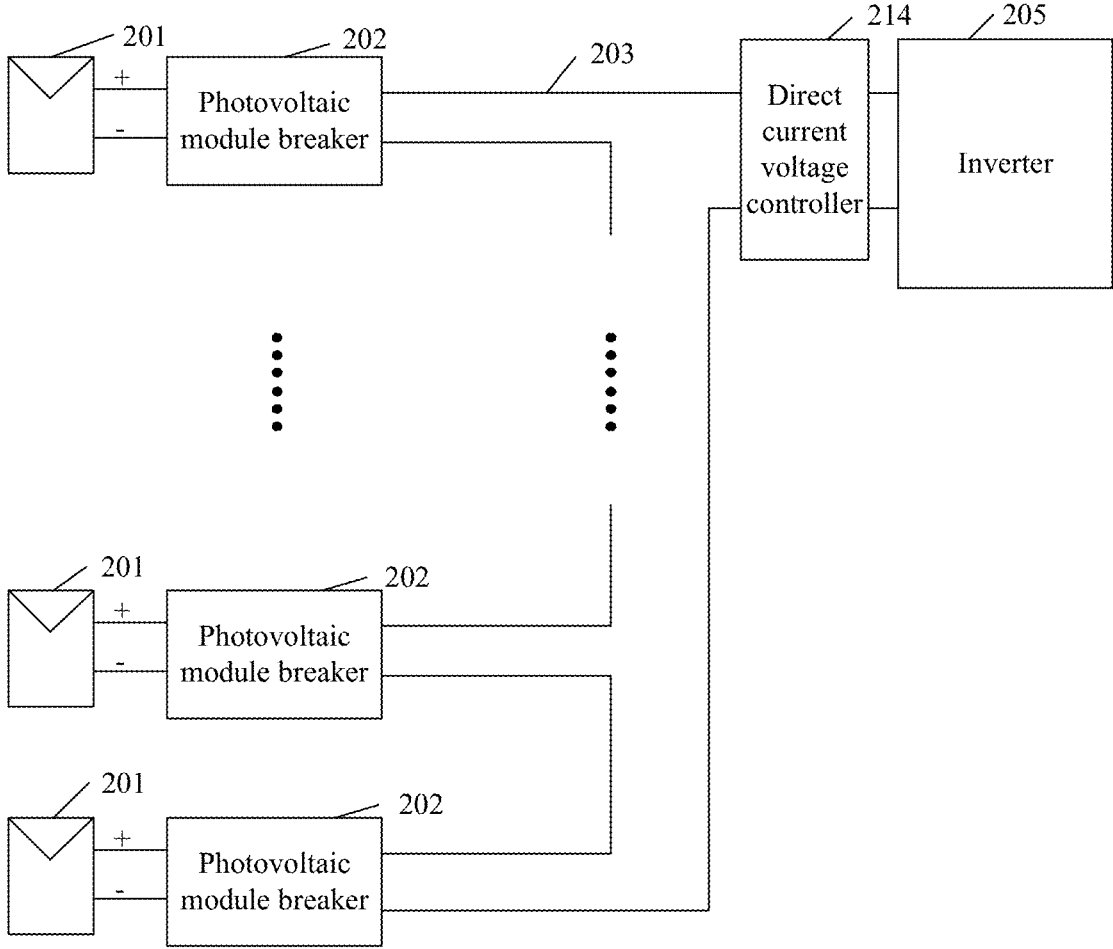 201
202
203
214
205
+
-
Photovoltaic
module breaker
Direct
current
voltage
controller
Inverter
201
202
+
-
Photovoltaic
module breaker
201
202
+
-
Photovoltaic
module breaker